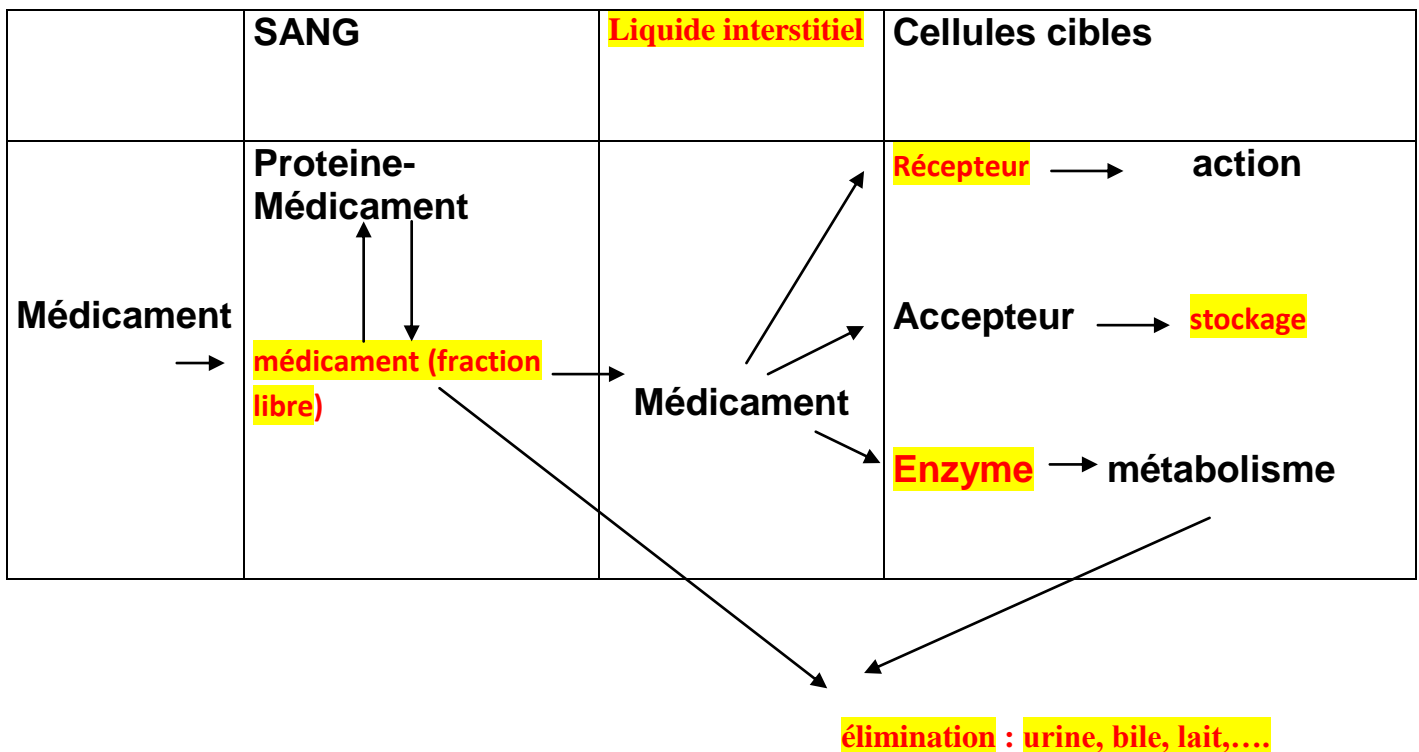 SANG
Liquide interstitiel
Cellules cibles
Médicament
Proteine-
Médicament
médicament (fraction
libre)
Médicament
Récepteur
action
Accepteur
stockage
Enzyme
métabolisme
élimination : urine, bile, lait,....